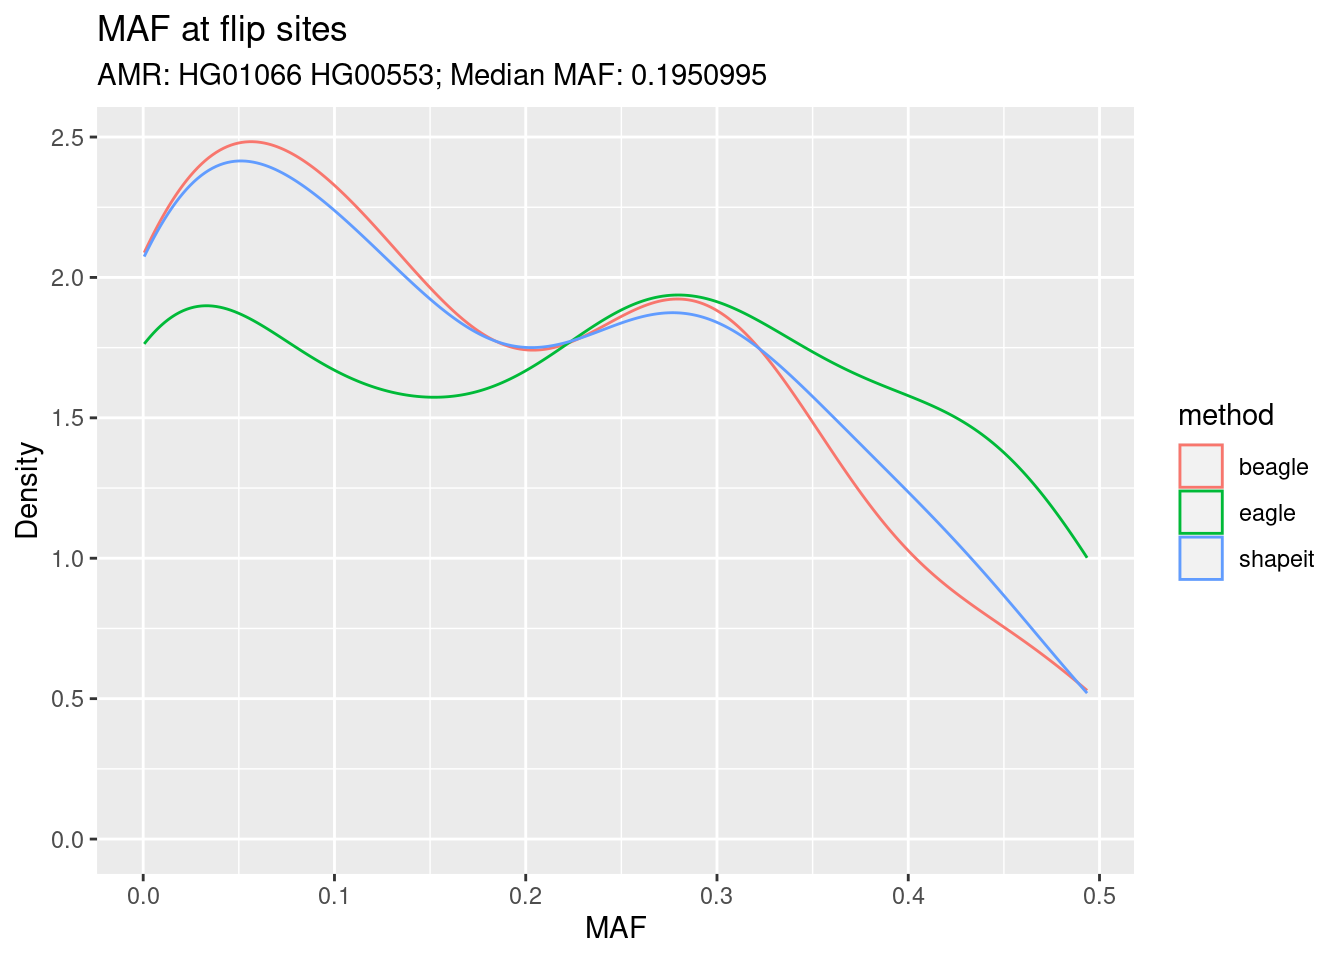 MAF at flip sites
AMR: HG01066 HG00553; Median MAF: 0.1950995
2.5
2.0
1.5
1.0
0.5
0.0
Density
0.0 0.1 0.2 0.3 0.4 0.5
MAF
method
beagle
eagle
shapeit